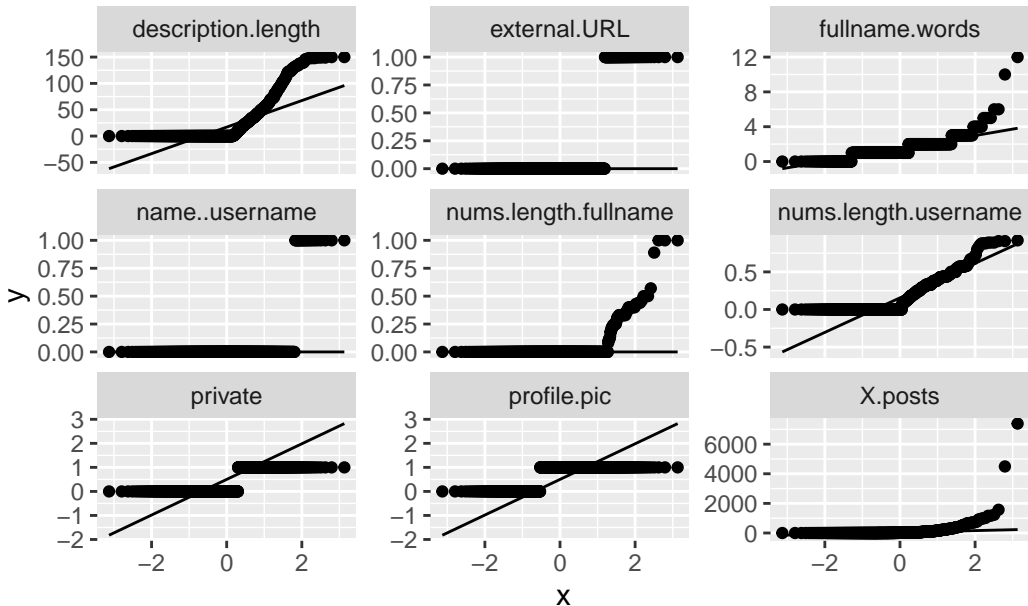 description.length external.URL fullname.words
150 100 50 0 −50
1.00 0.75 0.50 0.25 0.00
12 8 4 0
name..username nums.length.fullname nums.length.username
1.00 0.75 0.50 0.25 0.00
1.00 0.75 0.50 0.25 0.00
0.5 0.0 −0.5
y
private profile.pic X.posts
3 2 1 0 −1 −2
3 2 1 0 −1 −2
6000 4000 2000 0
−2 0 2 −2 0 2 −2 0 2
x